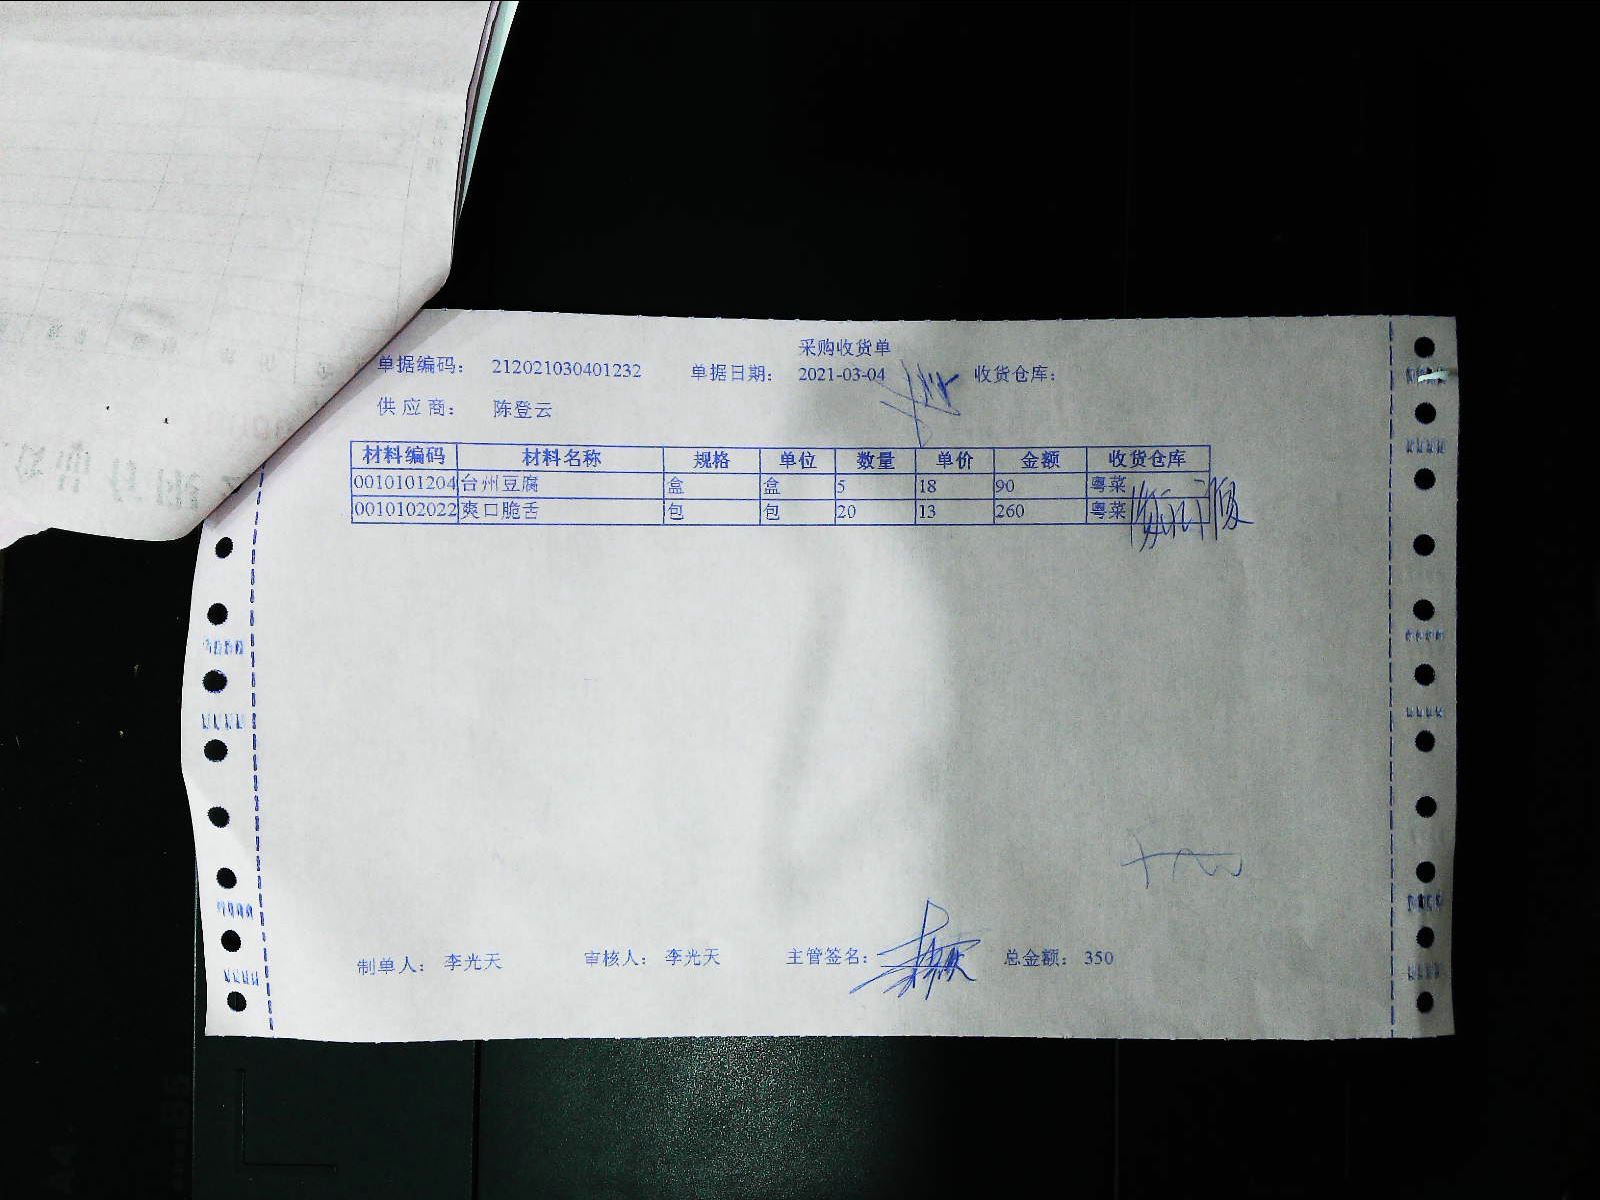 采购收货单
单据编码： 212021030401232 单据日期： 2021-03-04 收货仓库：
供应商： 陈登云
材料编码 材料名称 规格 单位 数量 单价 金额 收货仓库
0010101204 台州豆腐 盒 盒 5 18 90 粤菜
0010102022 爽口脆舌 包 包 20 13 260 粤菜
制单人： 李光天 审核人： 李光天 主管签名： 总金额： 350